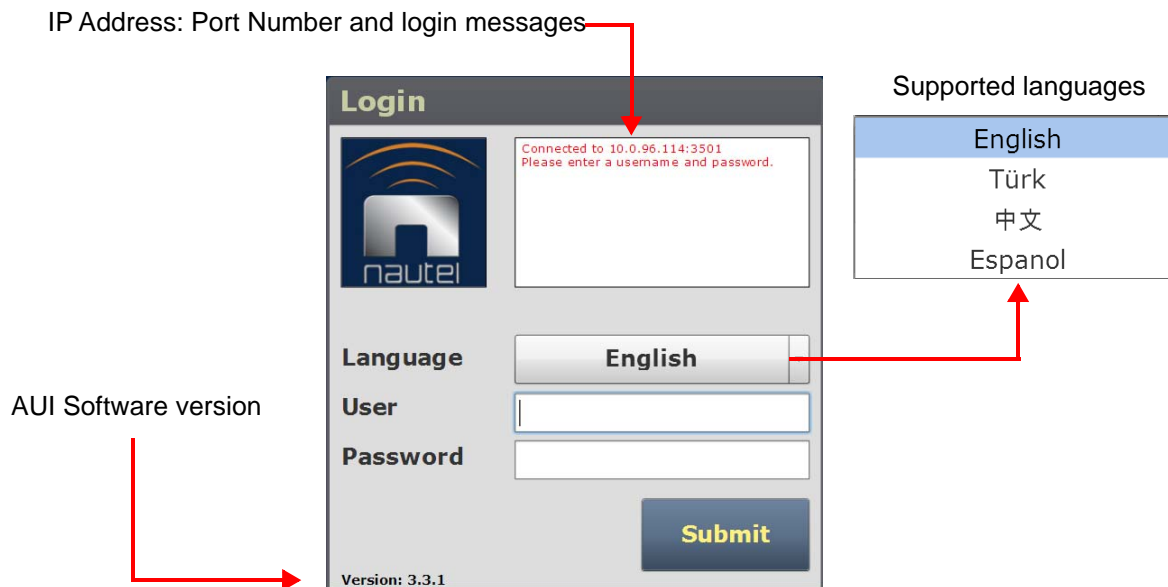 IP Address: Port Number and login messages
Login
Connected to 10.0.96.114:3501
Please enter a username and password.
nautel
Supported languages
English
Türk
中文
Espanol
Language
English
AUI Software version
User
Password
Submit
Version: 3.3.1